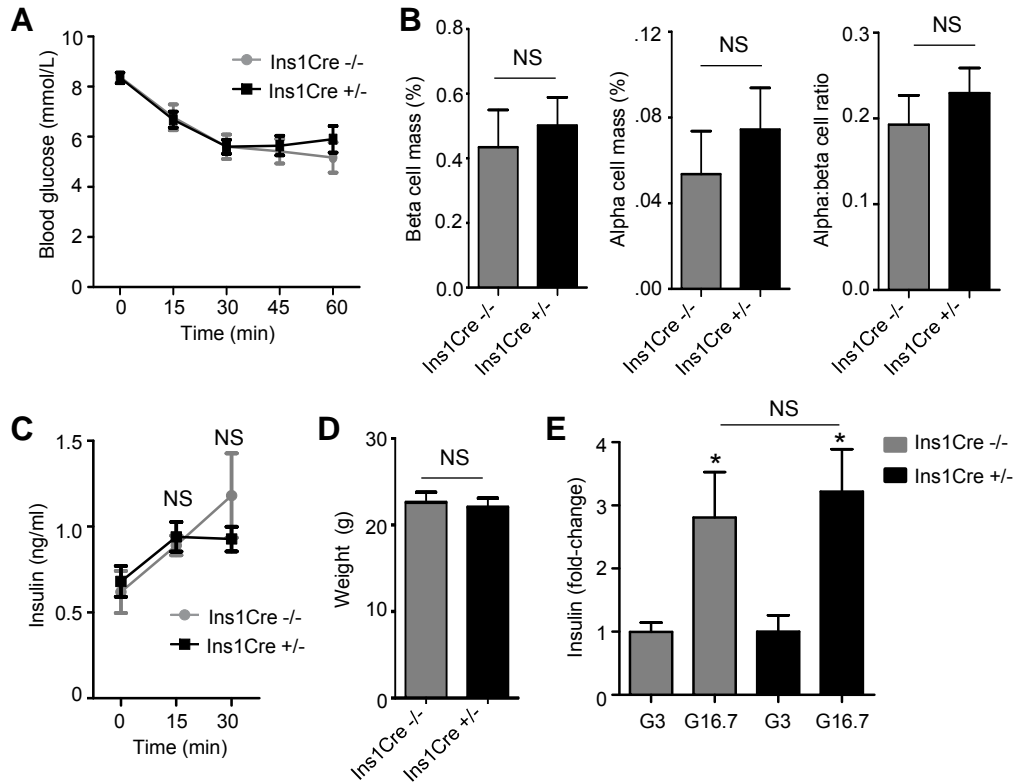 A
Blood glucose (mmol/L)
10
8
6
4
2
0
Ins1Cre -/-
Ins1Cre +/-
0 15 30 45 60
Time (min)
B
Beta cell mass (%)
0.8
0.6
0.4
0.2
0.0
NS
Ins1Cre -/-
Ins1Cre +/-
Alpha cell mass (%)
.12
.08
.04
.00
NS
Ins1Cre -/-
Ins1Cre +/-
Alpha:beta cell ratio
0.3
0.2
0.1
0.0
NS
Ins1Cre -/-
Ins1Cre +/-
C
Insulin (ng/ml)
1.5
1.0
0.5
0
NS
NS
Ins1Cre -/-
Ins1Cre +/-
0 15 30
Time (min)
D
Weight (g)
30
20
10
0
NS
Ins1Cre -/-
Ins1Cre +/-
E
Insulin (fold-change)
4
3
2
1
0
NS
* *
G3 G16.7 G3 G16.7
Ins1Cre -/-
Ins1Cre +/-